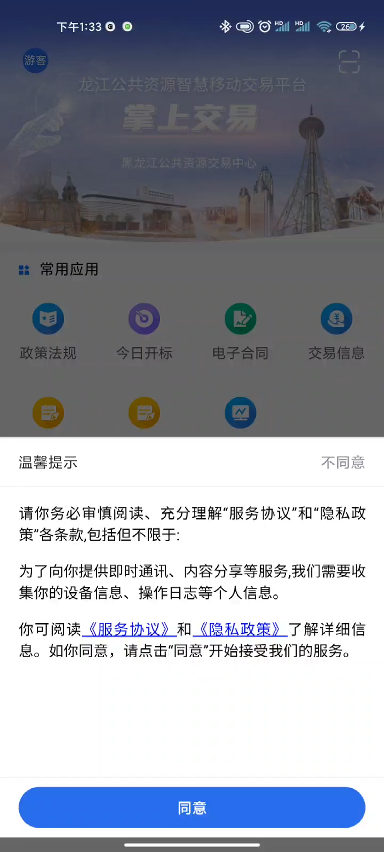 下午1:33
26
游客
龙江公共资源智慧移动交易平台
掌上交易
黑龙江公共资源交易中心
常用应用
政策法规
今日开标
电子合同
交易信息
温馨提示
不同意
请你务必审慎阅读、充分理解“服务协议”和“隐私政
策”各条款,包括但不限于:
为了向你提供即时通讯、内容分享等服务,我们需要收
集你的设备信息、操作日志等个人信息。
你可阅读《服务协议》和《隐私政策》了解详细信
息。如你同意，请点击“同意”开始接受我们的服务。
同意